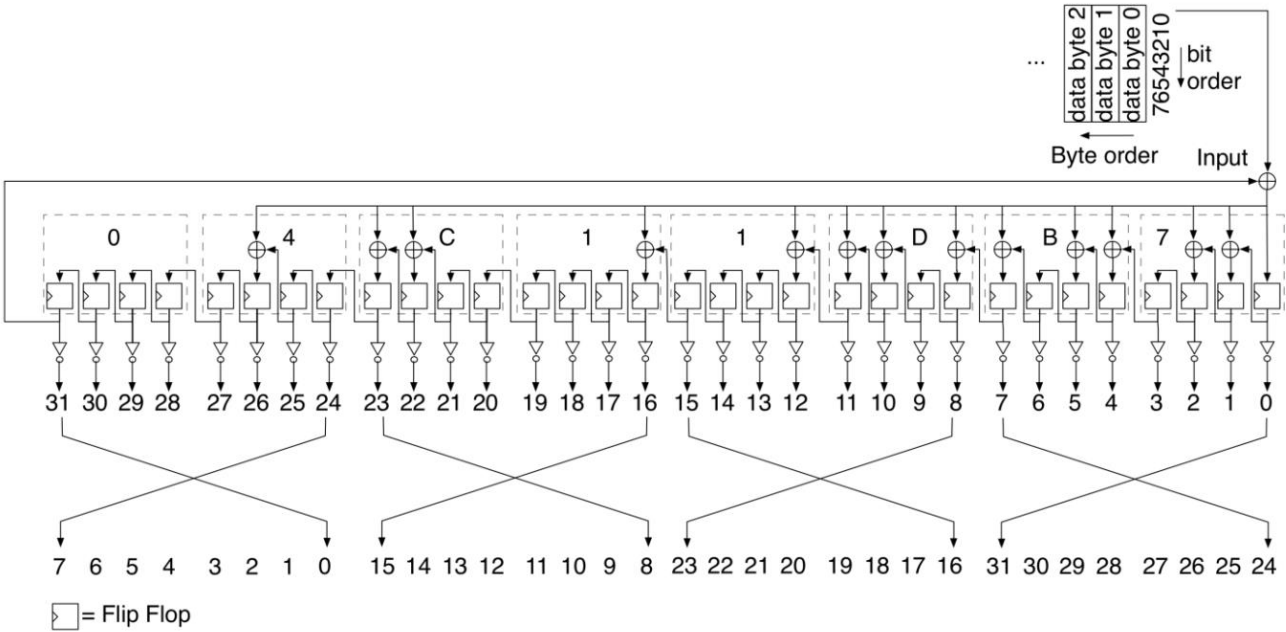 data byte 2
data byte 1
data byte 0
76543210
...
bit
order
Byte order
Input
0 4 C 1 1 D B 7
31 30 29 28 27 26 25 24 23 22 21 20 19 18 17 16 15 14 13 12 11 10 9 8 7 6 5 4 3 2 1 0
7 6 5 4 3 2 1 0 15 14 13 12 11 10 9 8 23 22 21 20 19 18 17 16 31 30 29 28 27 26 25 24
= Flip Flop